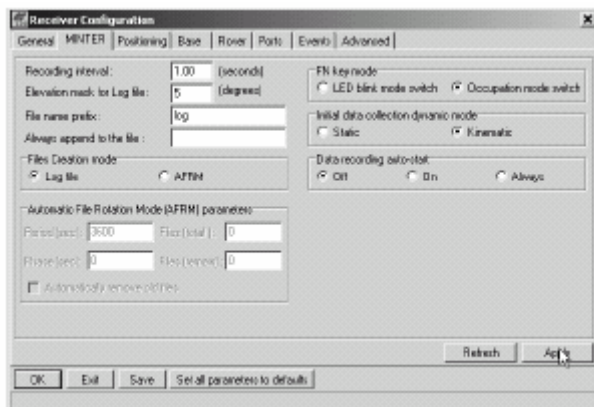 Receiver Configuration
General MINTER Positioning Base Rover Ports Events Advanced
Recording interval: 1.00 (seconds)
Elevation mask for Log file: 5 (degrees)
File name prefix: log
Always append to the file :
Files Creation mode
Log file AFRM
Automatic File Rotation Mode (AFRM) parameters
Period (sec): 3600 Files (total): 0
Phase (sec): 0 Files (remain): 0
Automatically remove old files
FN key mode
LED blink mode switch Occupation mode switch
Initial data collection dynamic mode
Static Kinematic
Data recording auto-start
Off On Always
Refresh Apply
OK Exit Save Set all parameters to defaults